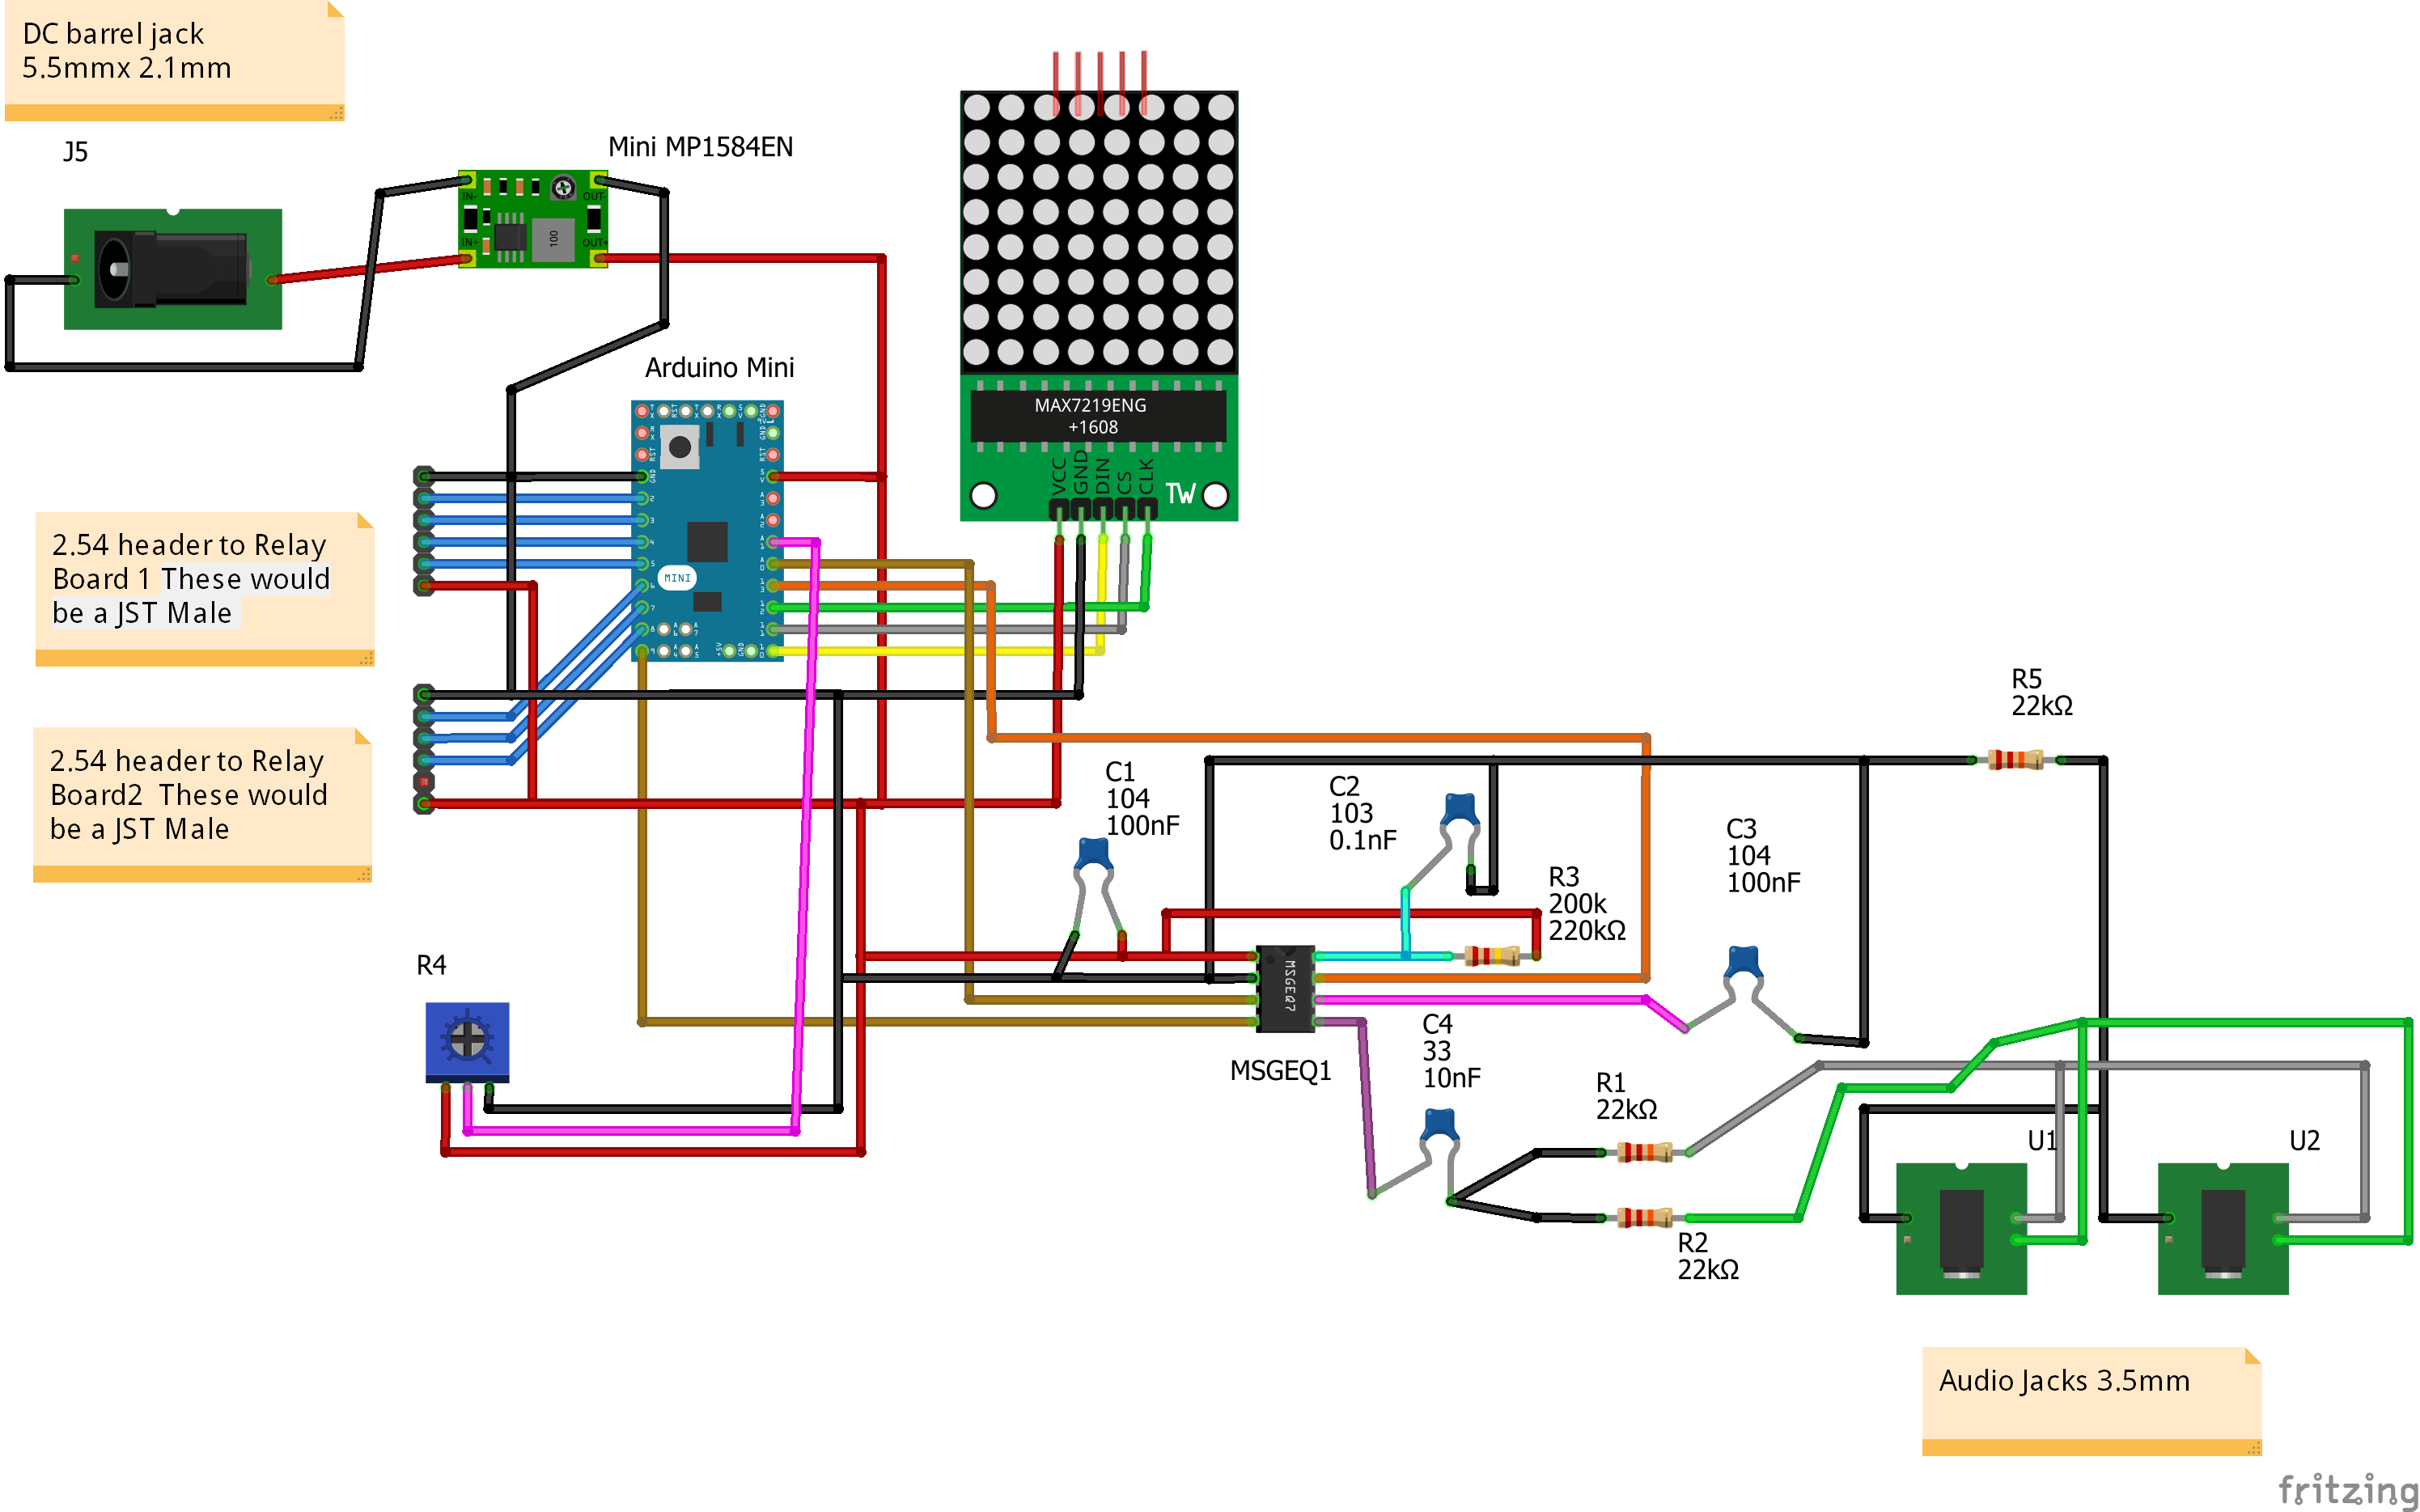 DC barrel jack
5.5mmx 2.1mm
J5
Mini MP1584EN
IN-
OUT-
IN+
OUT+
100
Arduino Mini
MINI
MAX7219ENG
+1608
VCC
GND
DIN
CS
CLK
TW
2.54 header to Relay
Board 1 These would
be a JST Male
2.54 header to Relay
Board2  These would
be a JST Male
R5
22kΩ
C1
104
100nF
C2
103
0.1nF
C3
104
100nF
R3
200k
220kΩ
R4
MSGEQ7
MSGEQ1
C4
33
10nF
R1
22kΩ
R2
22kΩ
U1
U2
Audio Jacks 3.5mm
fritzing